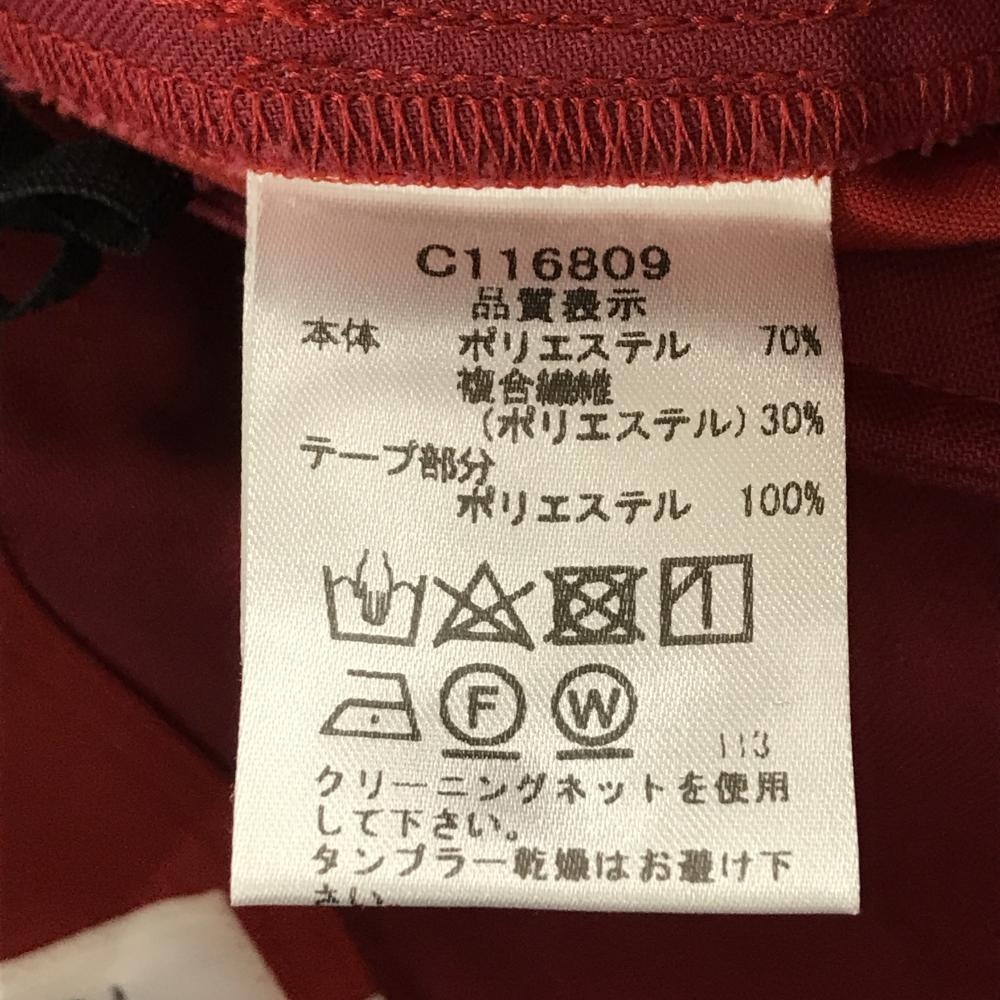 C116809
品質表示
本体 ポリエステル 70%
複合繊維
(ポリエステル) 30%
テープ部分
ポリエステル 100%
F W
113
クリーニングネットを使用
して下さい。
タンブラー乾燥はお避け下
さい